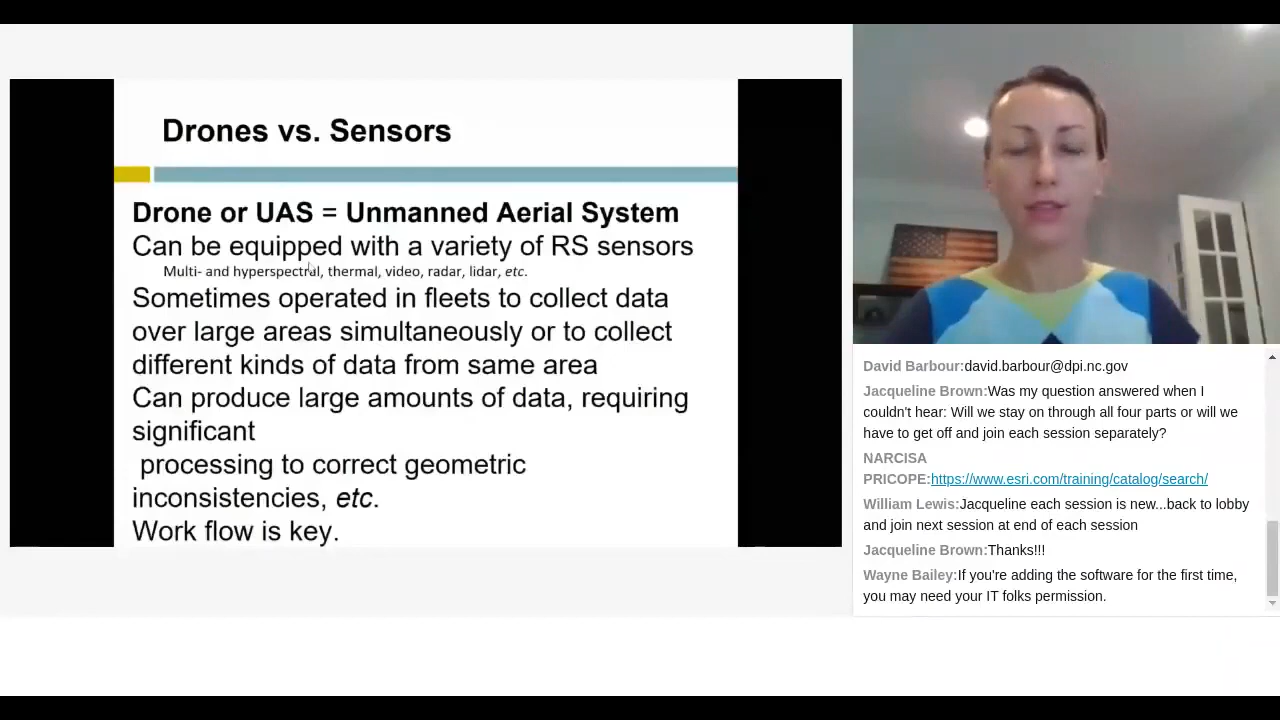 Drones vs. Sensors
Drone or UAS = Unmanned Aerial System
Can be equipped with a variety of RS sensors
Multi- and hyperspectral, thermal, video, radar, lidar, etc.
Sometimes operated in fleets to collect data
over large areas simultaneously or to collect
different kinds of data from same area
Can produce large amounts of data, requiring
significant
processing to correct geometric
inconsistencies, etc.
Work flow is key.
David Barbour:david.barbour@dpi.nc.gov
Jacqueline Brown:Was my question answered when I
couldn't hear: Will we stay on through all four parts or will we
have to get off and join each session separately?
NARCISA
PRICOPE:https://www.esri.com/training/catalog/search/
William Lewis:Jacqueline each session is new...back to lobby
and join next session at end of each session
Jacqueline Brown:Thanks!!!
Wayne Bailey:If you're adding the software for the first time,
you may need your IT folks permission.